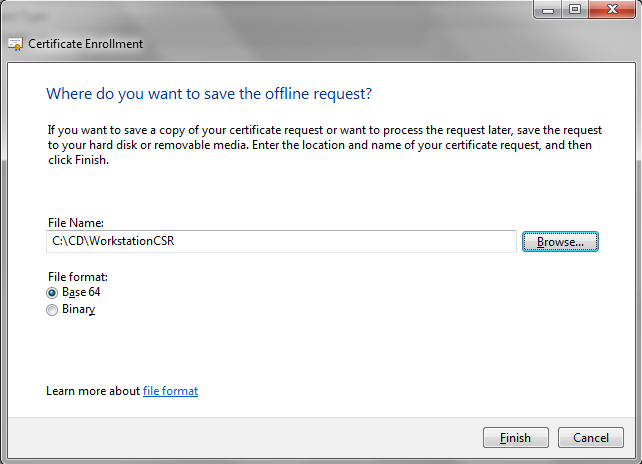 Certificate Enrollment
Where do you want to save the offline request?
If you want to save a copy of your certificate request or want to process the request later, save the request
to your hard disk or removable media. Enter the location and name of your certificate request, and then
click Finish.
File Name:
C:\CD\WorkstationCSR
Browse...
File format:
Base 64
Binary
Learn more about file format
Finish Cancel